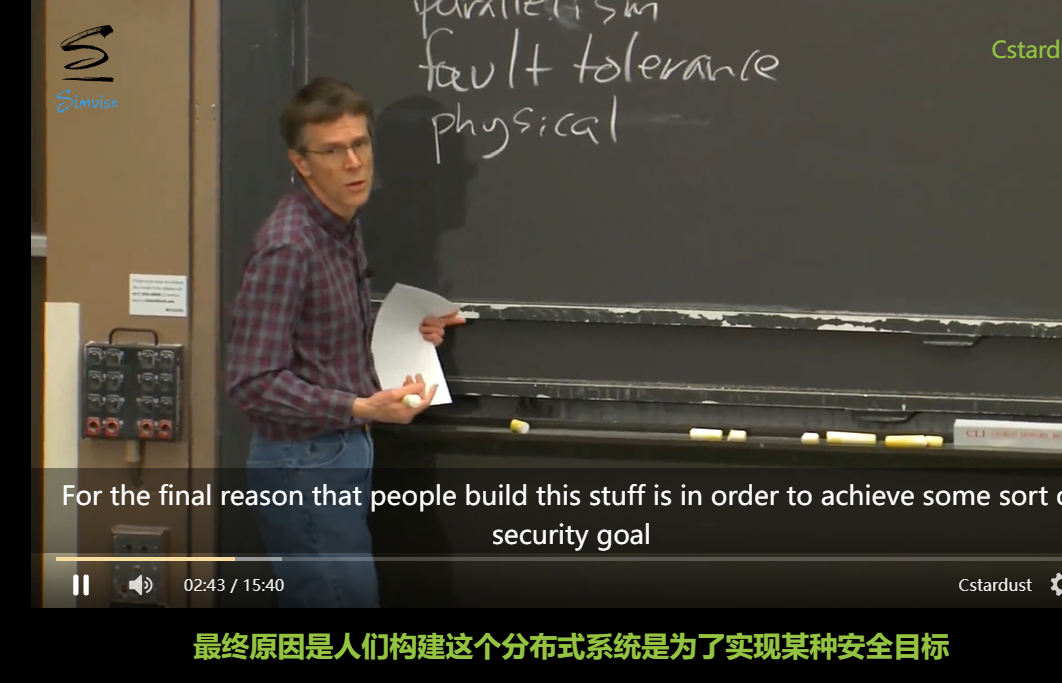 parallelism
fault tolerance
physical
Simviso
Cstard
CLI
For the final reason that people build this stuff is in order to achieve some sort
security goal
02:43 / 15:40
Cstardust
最终原因是人们构建这个分布式系统是为了实现某种安全目标